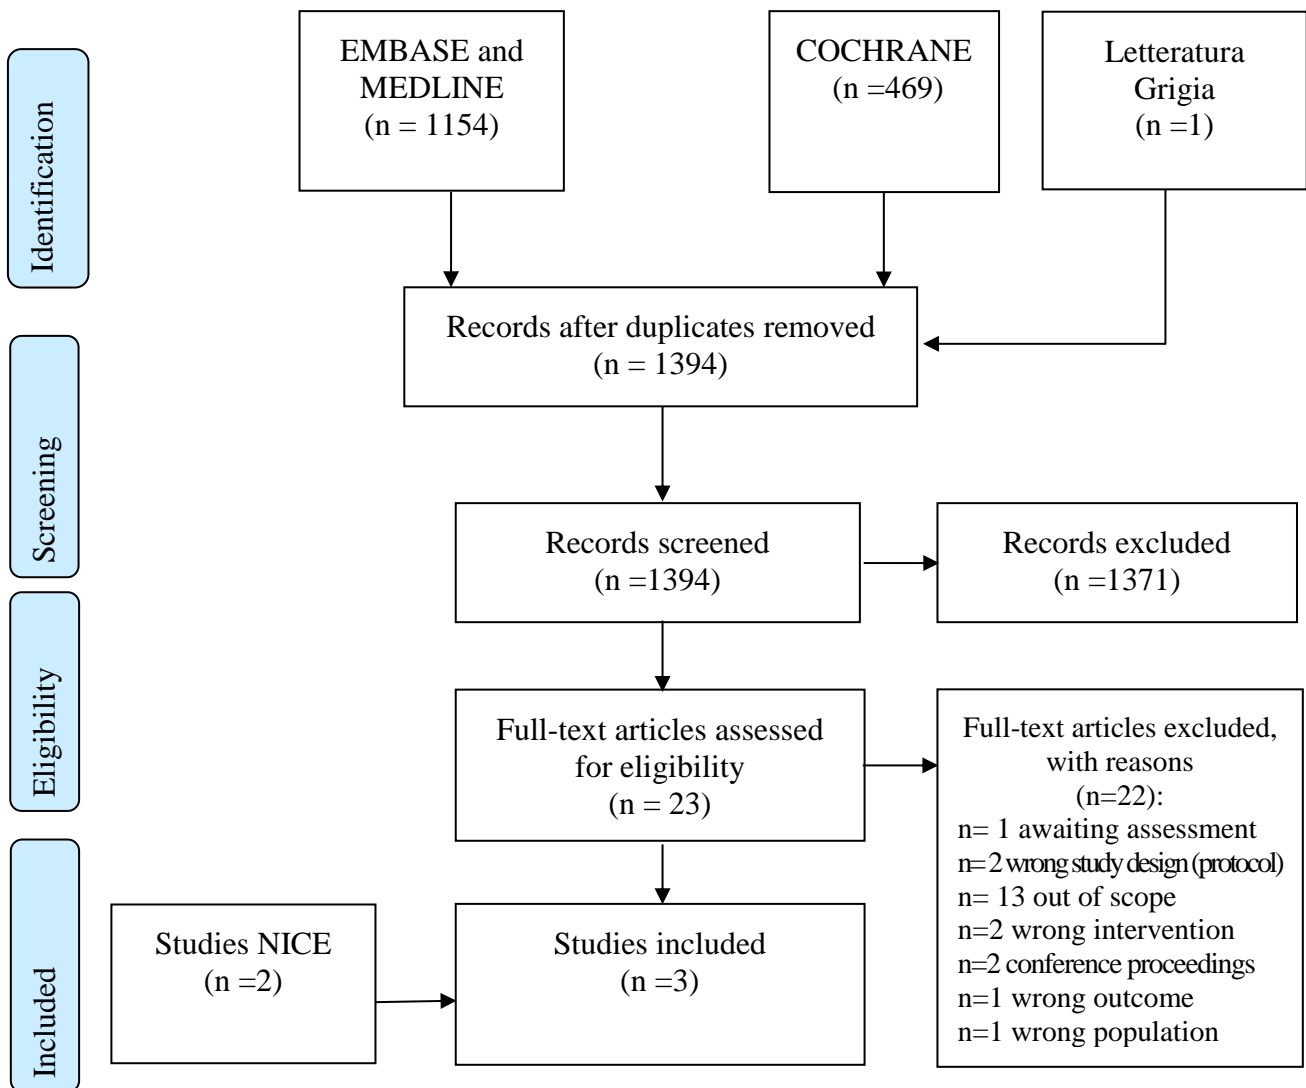 Identification
EMBASE and
MEDLINE
(n = 1154)
COCHRANE
(n =469)
Letteratura
Grigia
(n =1)
Records after duplicates removed
(n = 1394)
Screening
Records screened
(n =1394)
Records excluded
(n =1371)
Eligibility
Full-text articles assessed
for eligibility
(n = 23)
Full-text articles excluded,
with reasons
(n=22):
n= 1 awaiting assessment
n= 2 wrong study design (protocol)
n= 13 out of scope
n=2 wrong intervention
n=2 conference proceedings
n=1 wrong outcome
n=1 wrong population
Included
Studies NICE
(n =2)
Studies included
(n =3)